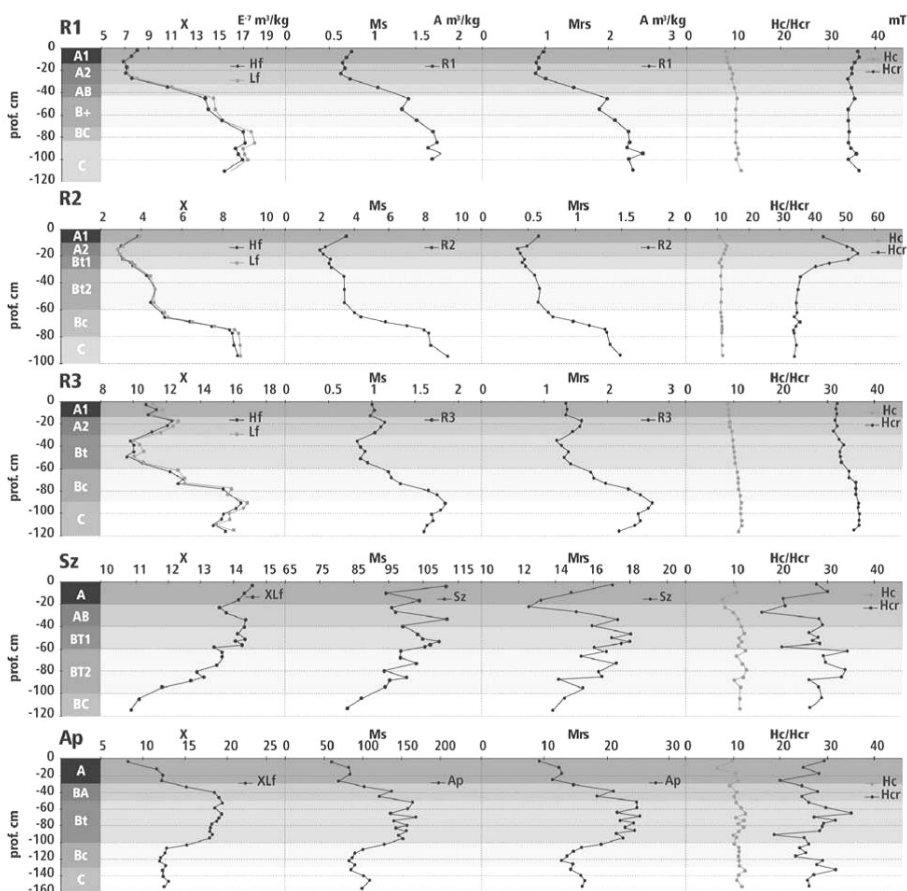 E⁻⁷ m³/kg A m³/kg A m³/kg mT
R1 X Ms Mrs Hc/Hcr
5 7 9 11 13 15 17 19 0 0.5 1 1.5 2 0 1 2 3 0 10 20 30 40
prof. cm
0 A1 Hf R1 R1 Hc
-20 A2 Lf Hcr
AB
-40
-60 B+
-80 BC
-100 C
-120
R2 X Ms Mrs Hc/Hcr
2 4 6 8 10 0 2 4 6 8 10 0 0.5 1 1.5 2 0 10 20 30 40 50 60
prof. cm
0 A1 Hc
A2 Hf R2 R2 Hcr
-20 Bt1 Lf
-40 Bt2
-60 Bc
-80 C
-100
R3 X Ms Mrs Hc/Hcr
8 10 12 14 16 18 0 1 2 0 1 2 3 0 10 20 30 40
prof. cm
0 A1 Hc
-20 A2 Hf R3 R3 Hcr
Lf
-40 Bt
-60
-80 Bc
-100 C
-120
Sz X Ms Mrs Hc/Hcr
10 11 12 13 14 15 65 75 85 95 105 115 10 12 14 16 18 20 0 10 20 30 40
prof. cm
0 A XLf Sz Sz Hc
-20 Hcr
AB
-40 BT1
-60
-80 BT2
-100 BC
-120
Ap X Ms Mrs Hc/Hcr
5 10 15 20 25 0 50 100 150 200 0 10 20 30 0 10 20 30 40
prof. cm
0 A
-20 XLf Ap Ap Hc
-40 BA Hcr
-60
-80 Bt
-100
-120 Bc
-140
-160 C